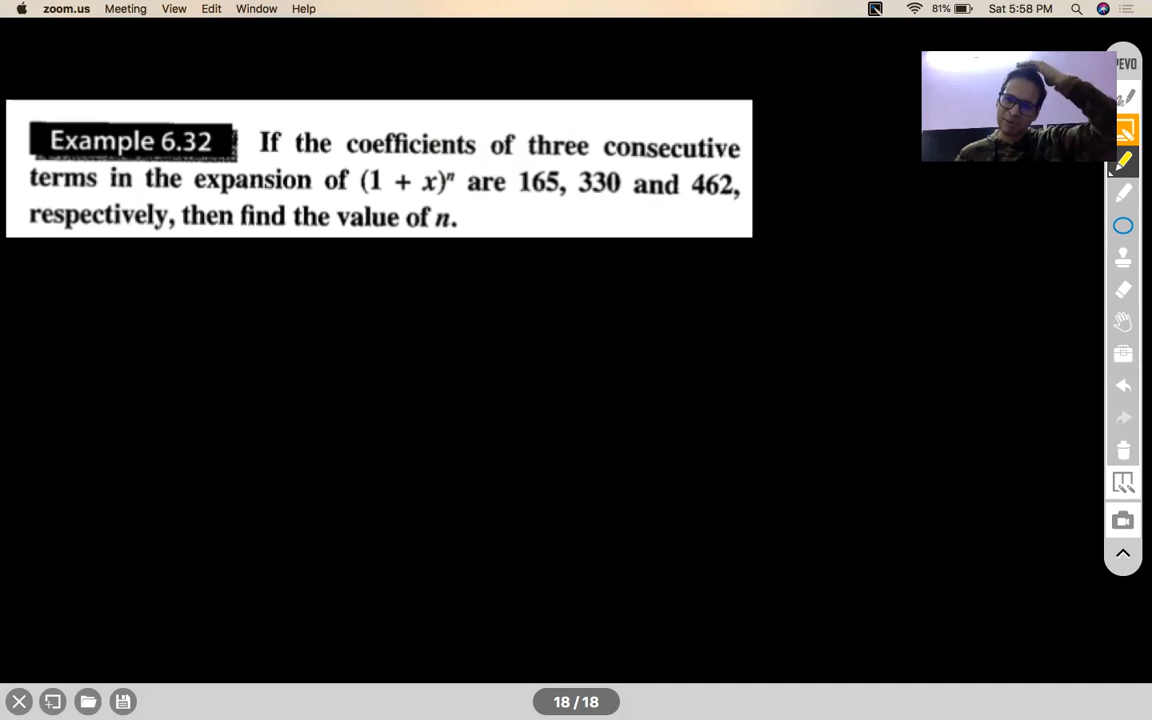 zoom.us Meeting View Edit Window Help 81% Sat 5:58 PM
Example 6.32 If the coefficients of three consecutive
terms in the expansion of (1 + x)ⁿ are 165, 330 and 462,
respectively, then find the value of n.
18 / 18